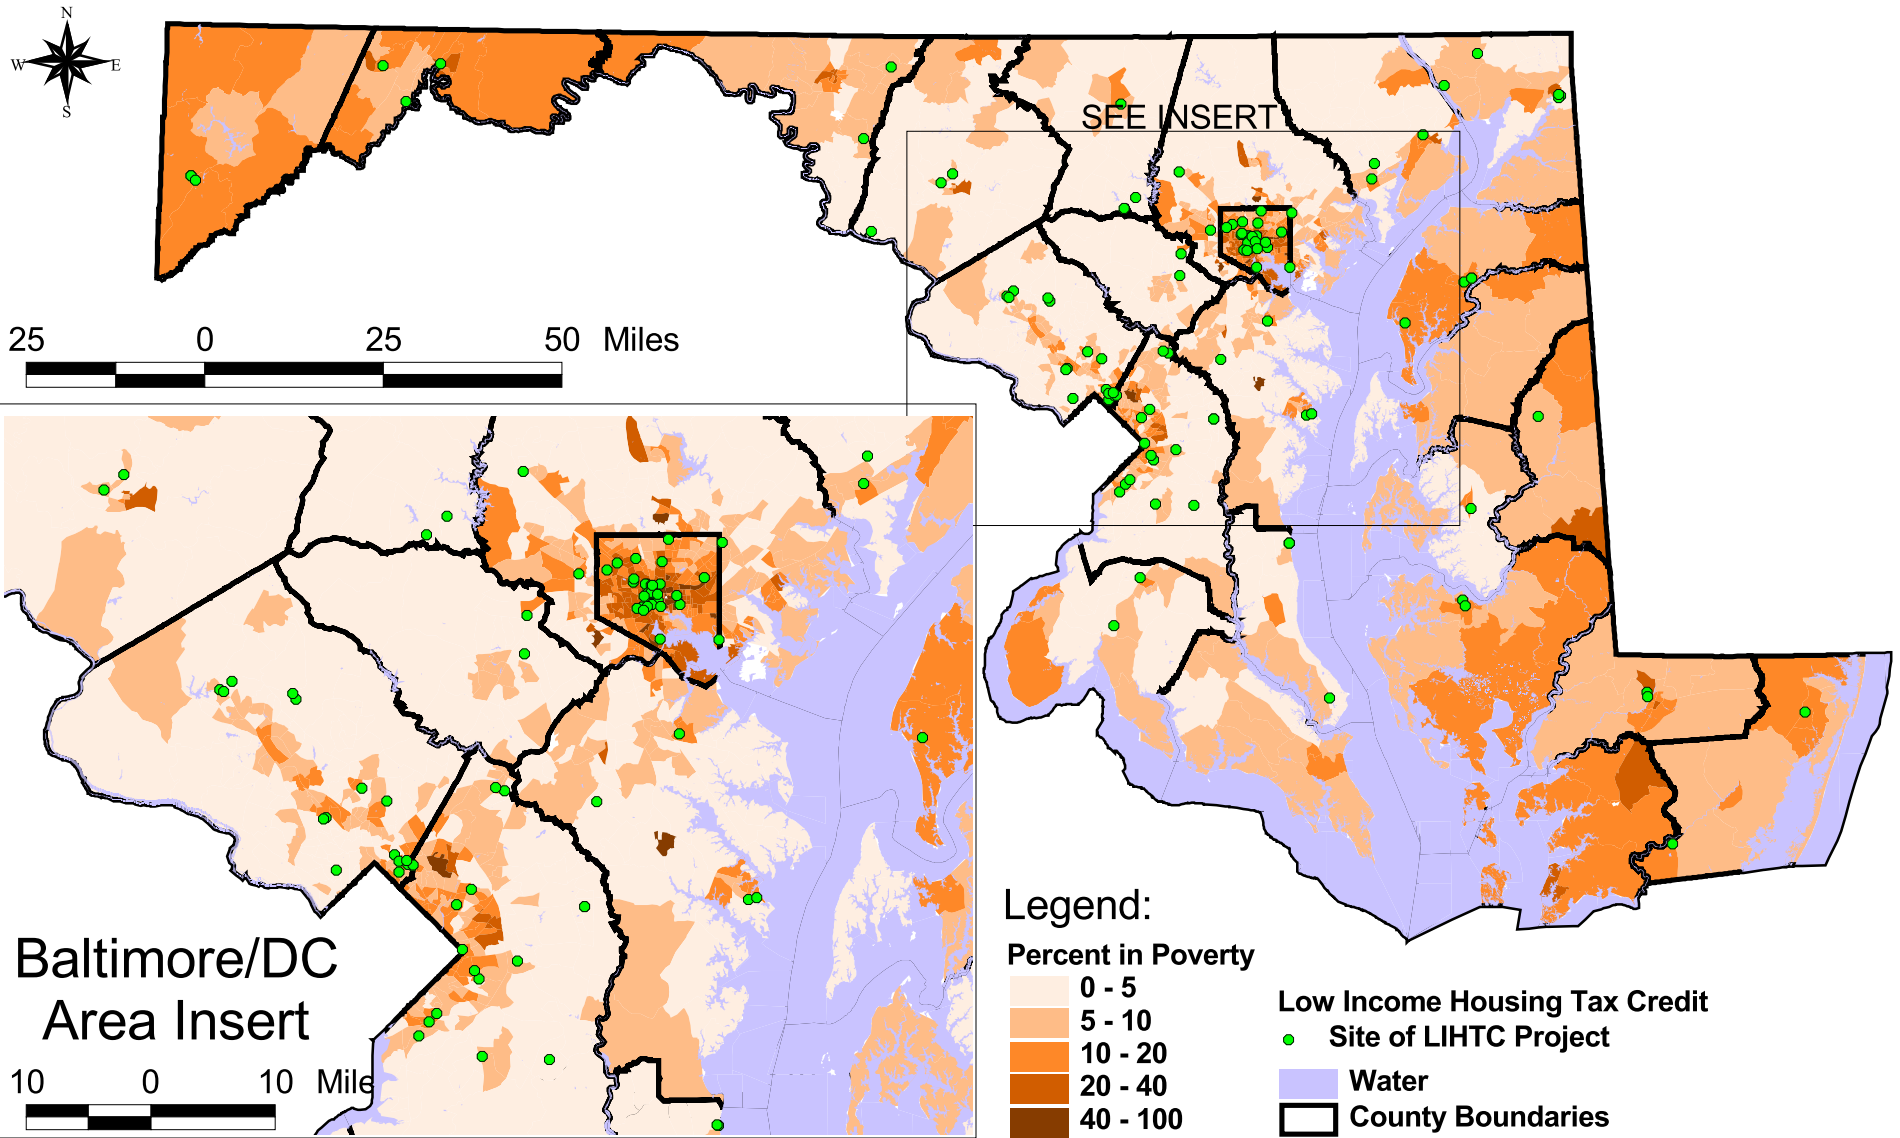 N
W E
S
SEE INSERT
25 0 25 50 Miles
Baltimore/DC
Area Insert
10 0 10 Mile
Legend:
Percent in Poverty
0 - 5
5 - 10
10 - 20
20 - 40
40 - 100
Low Income Housing Tax Credit
Site of LIHTC Project
Water
County Boundaries